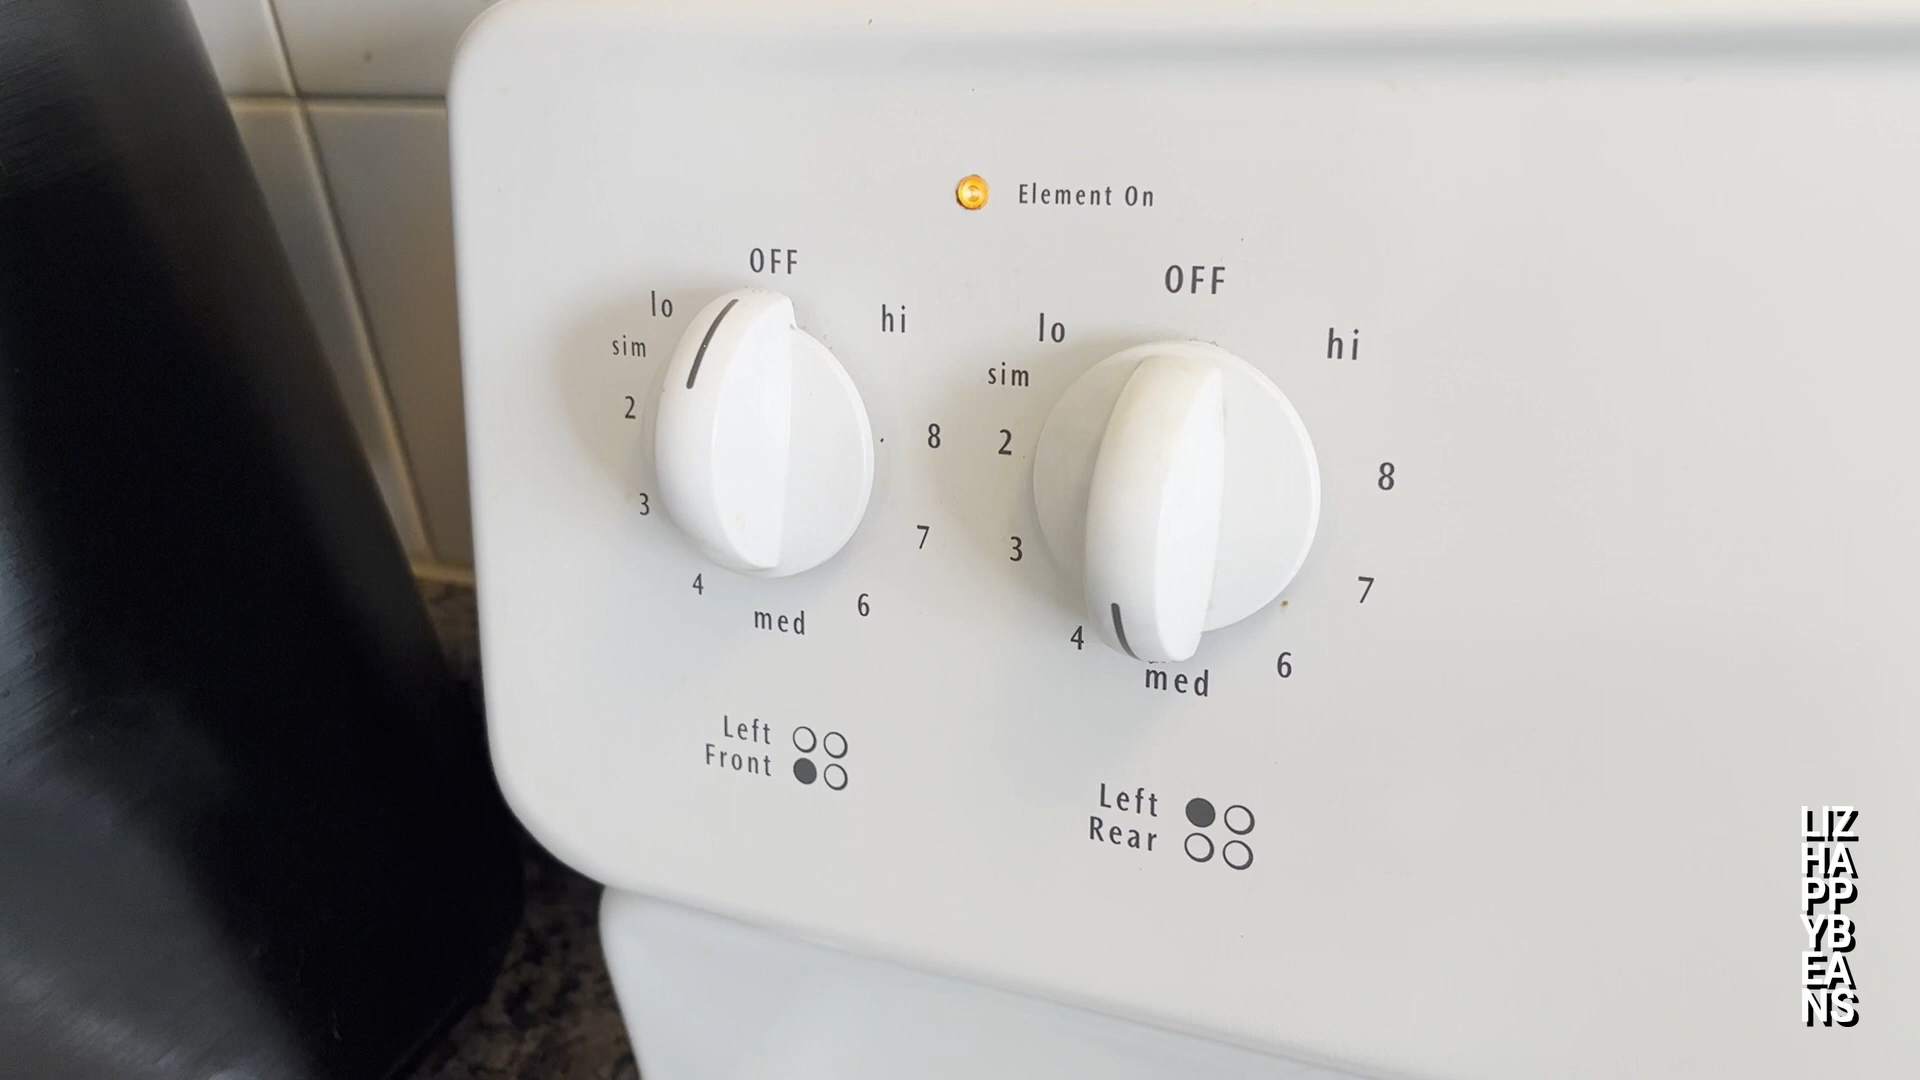 Element On
OFF
lo
hi
sim
2
8
3
7
4
6
med
Left
Front
OFF
lo
hi
sim
2
8
3
7
4
6
med
Left
Rear
LIZ
HA
PP
YB
EA
NS